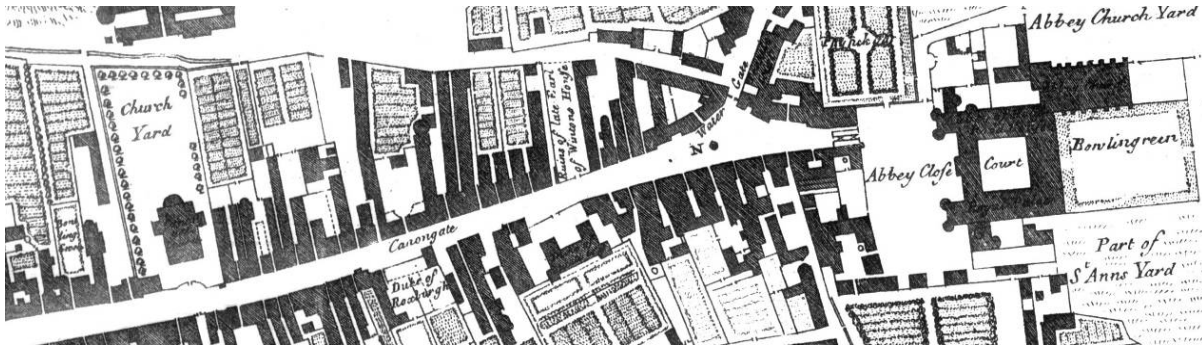 Abbey Church Yard
Church
Yard
Water Gate
Ruins of late Earl
of Wintons House
N
Bowlingreen
Court
Abbey Close
Canongate
Duke of
Roxburgh
Part of
St. Anns Yard